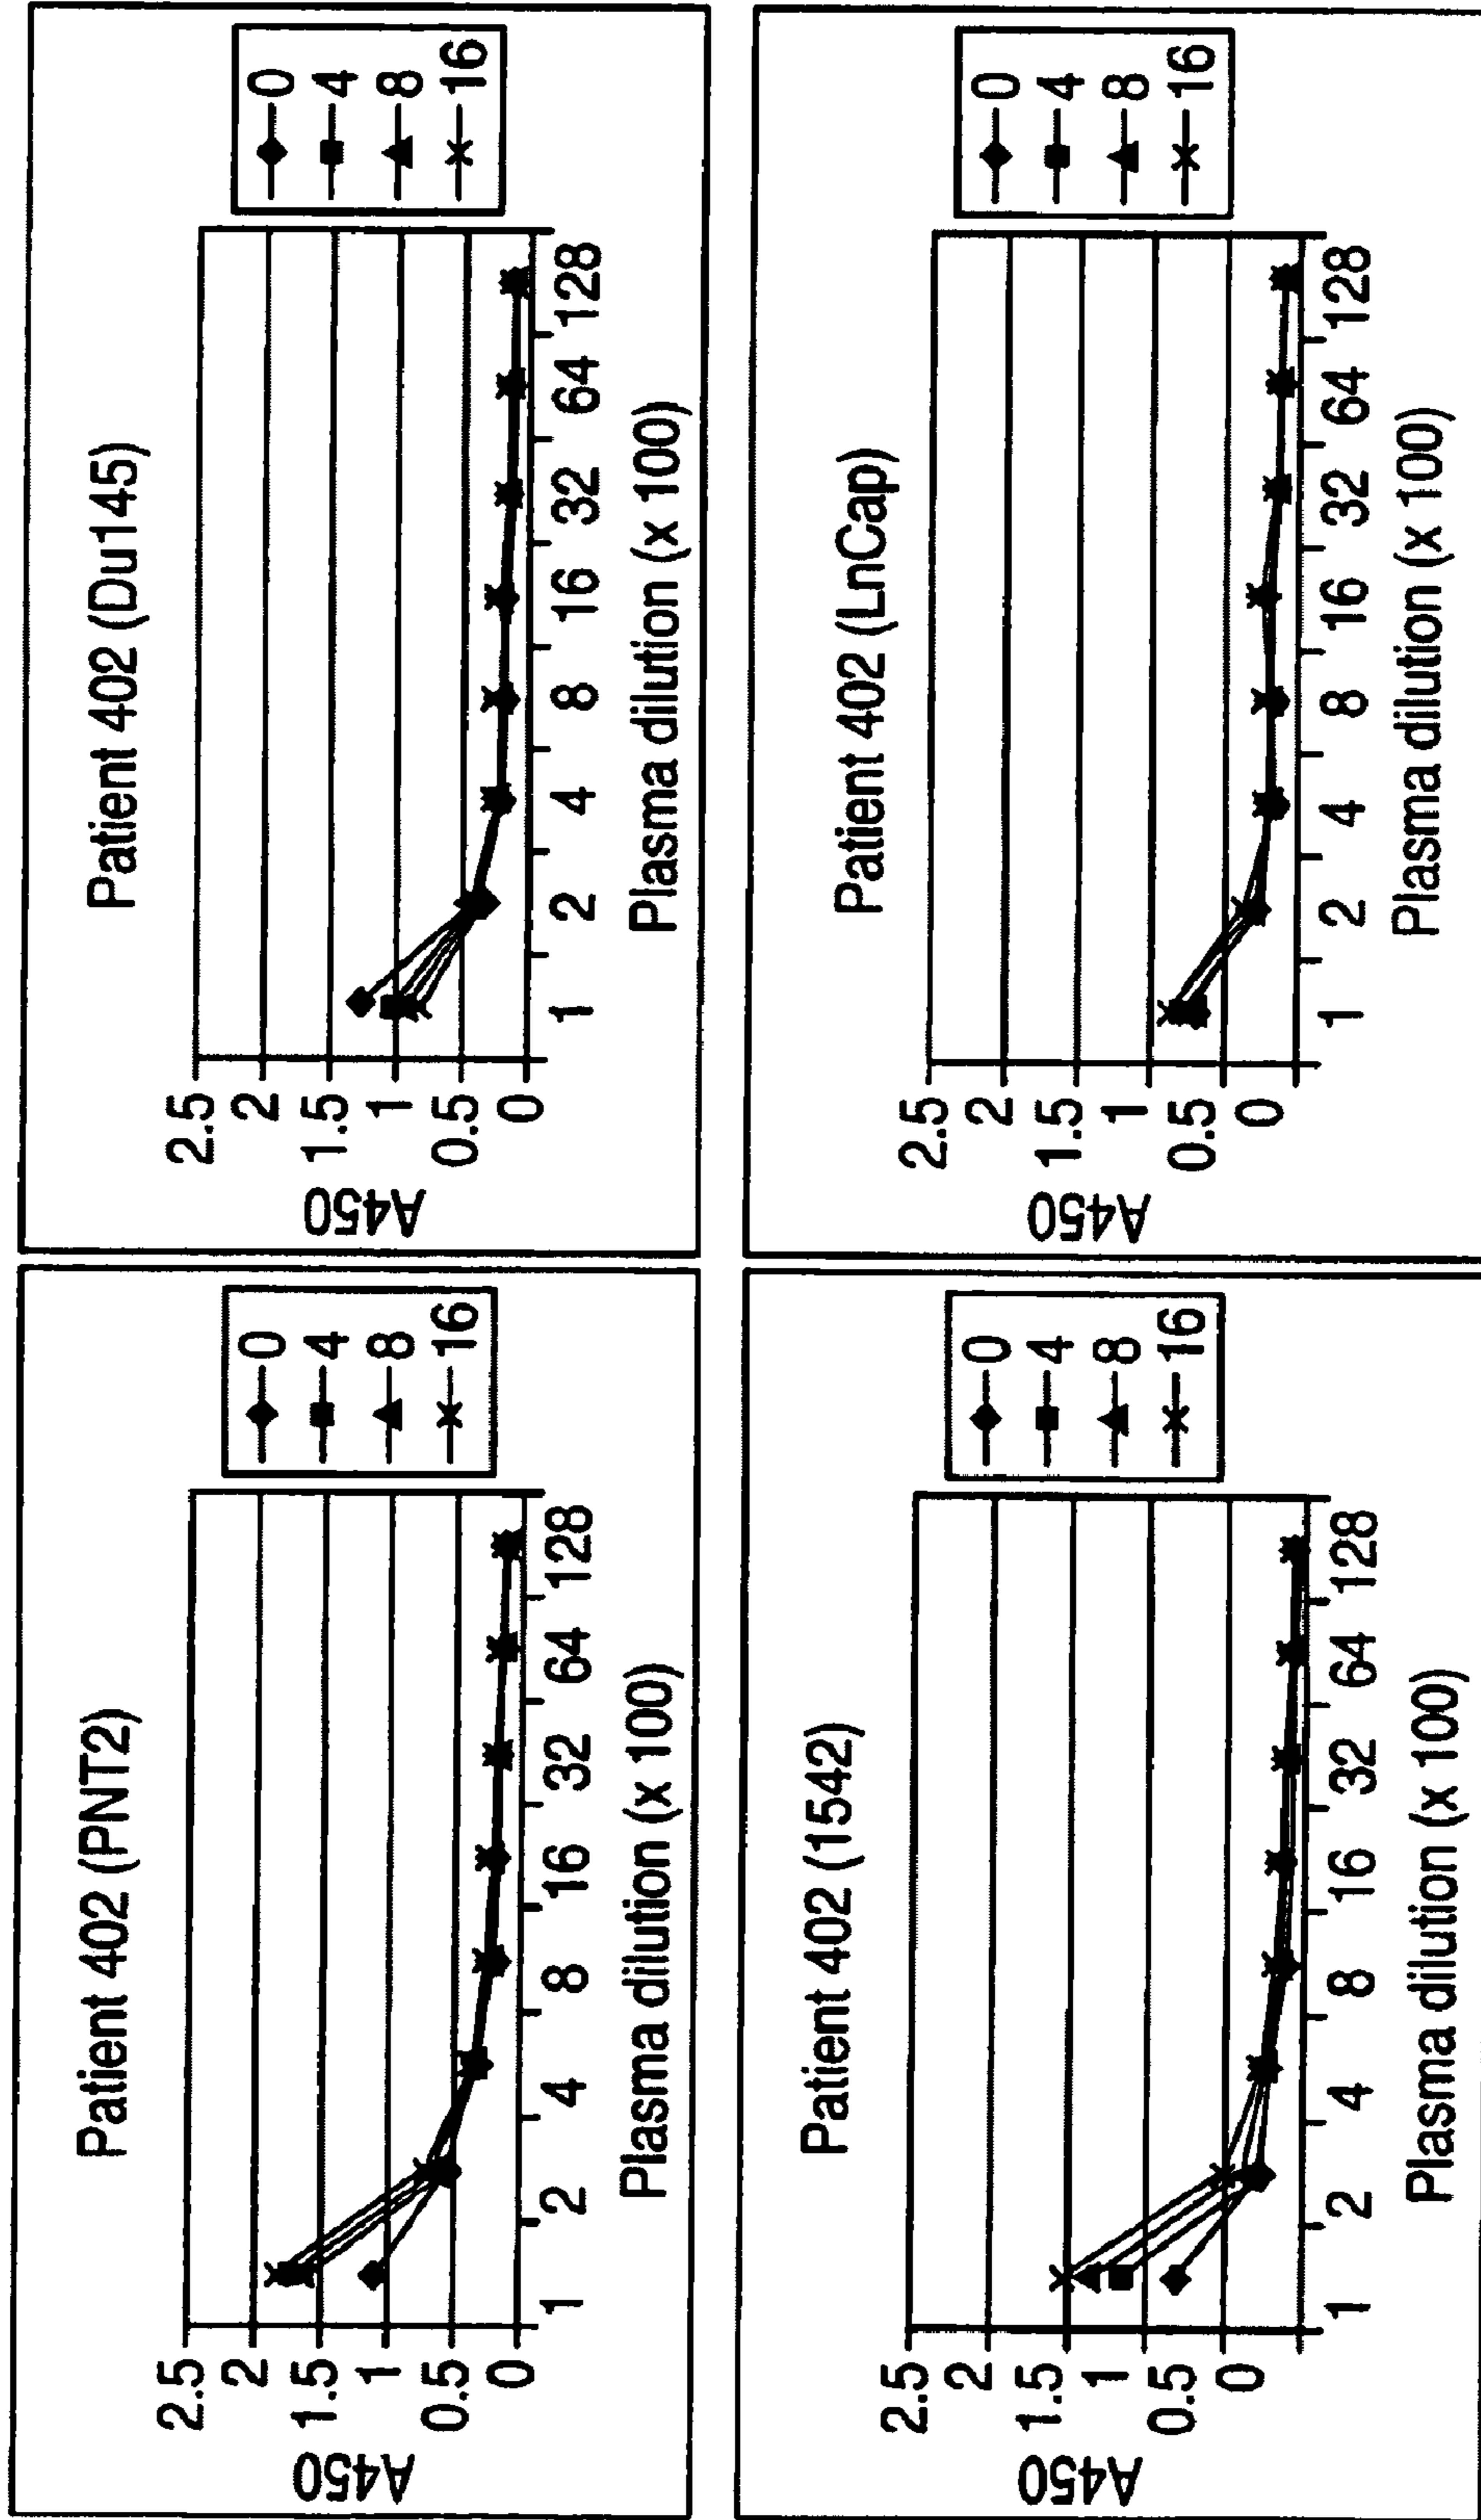 Patient 402 (PNT2)
A450
2.5
2
1.5
1
0.5
0
1 2 4 8 16 32 64 128
Plasma dilution (x 100)
0
4
8
16
Patient 402 (Du145)
A450
2.5
2
1.5
1
0.5
0
1 2 4 8 16 32 64 128
Plasma dilution (x 100)
0
4
8
16
Patient 402 (1542)
A450
2.5
2
1.5
1
0.5
0
1 2 4 8 16 32 64 128
Plasma dilution (x 100)
0
4
8
16
Patient 402 (LnCap)
A450
2.5
2
1.5
1
0.5
0
1 2 4 8 16 32 64 128
Plasma dilution (x 100)
0
4
8
16